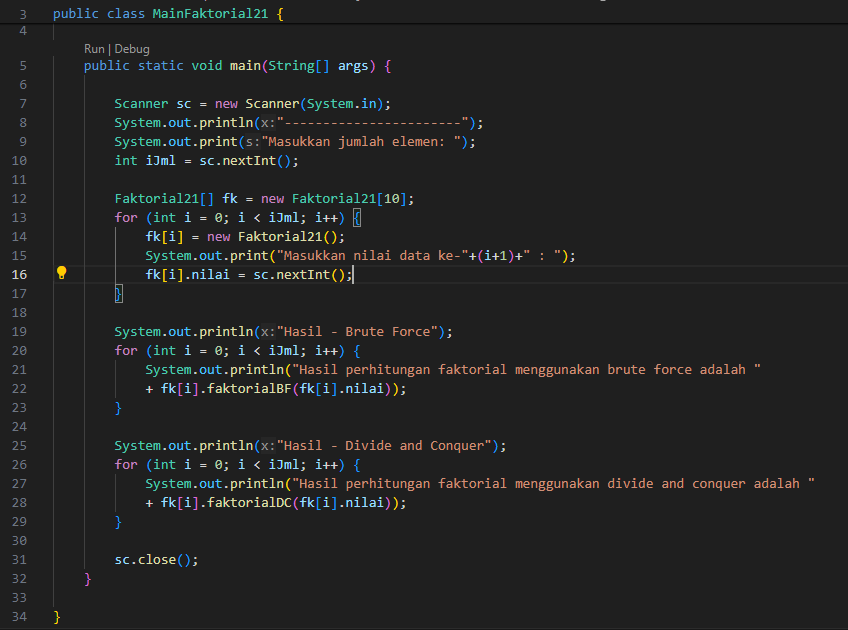 3 public class MainFaktorial21 {
4
Run | Debug
5 public static void main(String[] args) {
6
7 Scanner sc = new Scanner(System.in);
8 System.out.println(x:"-----------------------");
9 System.out.print(s:"Masukkan jumlah elemen: ");
10 int iJml = sc.nextInt();
11
12 Faktorial21[] fk = new Faktorial21[10];
13 for (int i = 0; i < iJml; i++) {
14 fk[i] = new Faktorial21();
15 System.out.print("Masukkan nilai data ke-"+(i+1)+" : ");
16 fk[i].nilai = sc.nextInt();
17 }
18
19 System.out.println(x:"Hasil - Brute Force");
20 for (int i = 0; i < iJml; i++) {
21 System.out.println("Hasil perhitungan faktorial menggunakan brute force adalah "
22 + fk[i].faktorialBF(fk[i].nilai));
23 }
24
25 System.out.println(x:"Hasil - Divide and Conquer");
26 for (int i = 0; i < iJml; i++) {
27 System.out.println("Hasil perhitungan faktorial menggunakan divide and conquer adalah "
28 + fk[i].faktorialDC(fk[i].nilai));
29 }
30
31 sc.close();
32 }
33
34 }